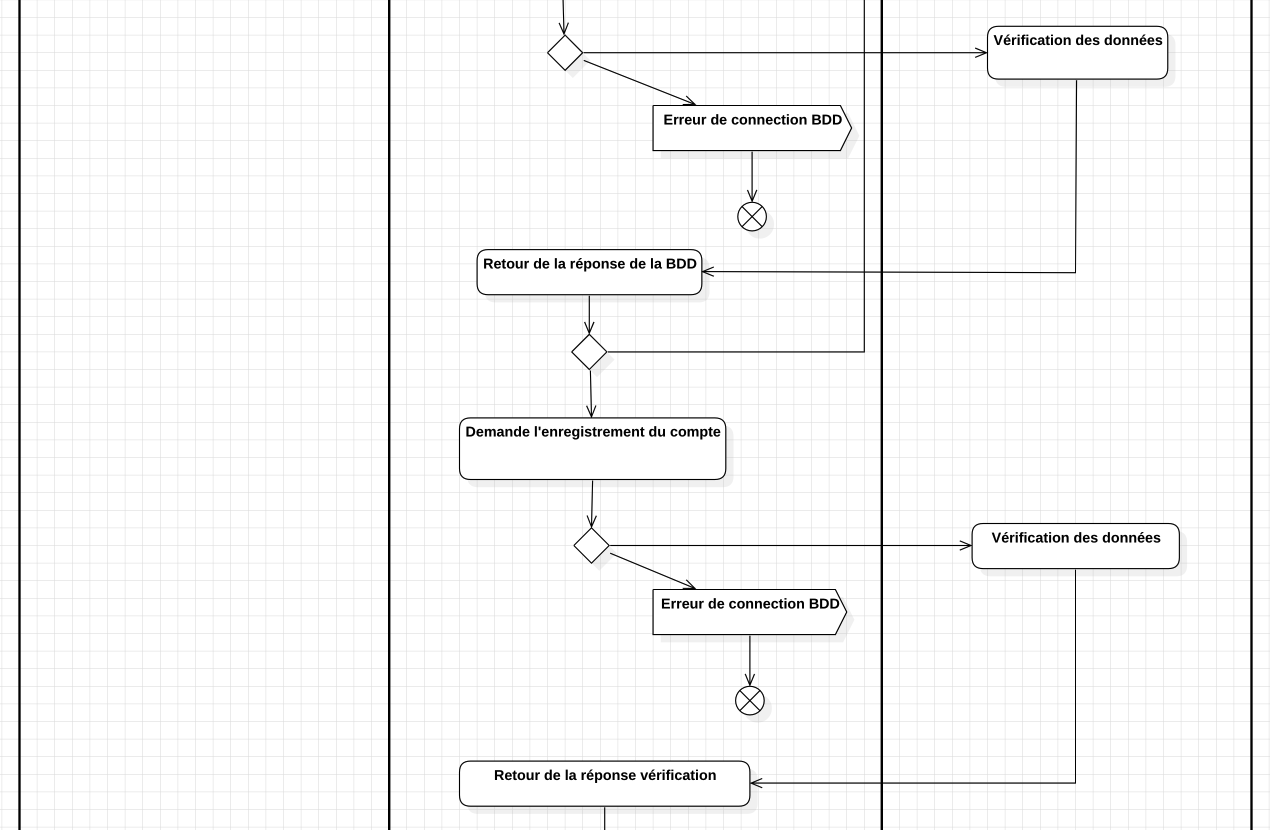 Vérification des données
Erreur de connection BDD
Retour de la réponse de la BDD
Demande l'enregistrement du compte
Vérification des données
Erreur de connection BDD
Retour de la réponse vérification